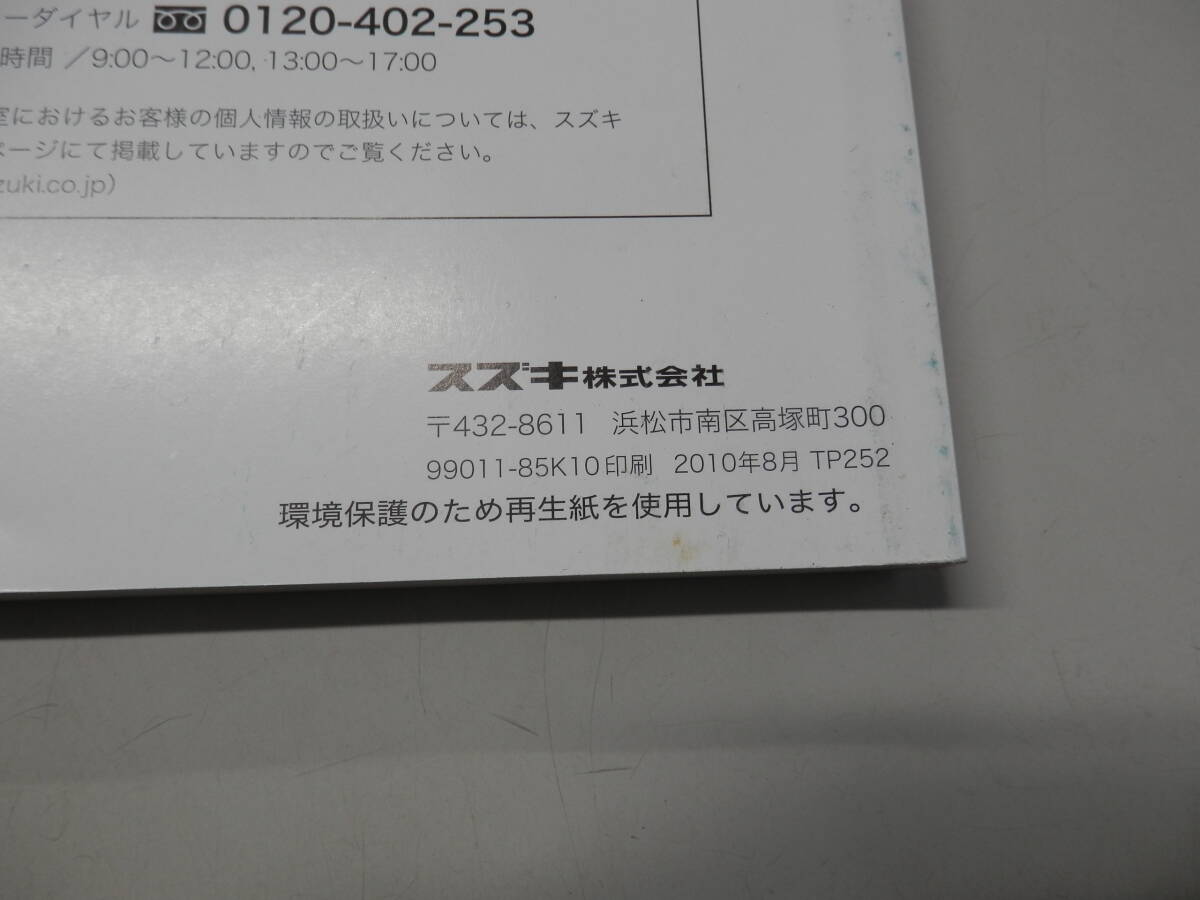 ーダイヤル 0120-402-253
時間 /9:00〜12:00, 13:00〜17:00
室におけるお客様の個人情報の取扱いについては、スズキ
ページにて掲載していますのでご覧ください。
zuki.co.jp)
スズキ株式会社
〒432-8611 浜松市南区高塚町300
99011-85K10印刷 2010年8月 TP252
環境保護のため再生紙を使用しています。